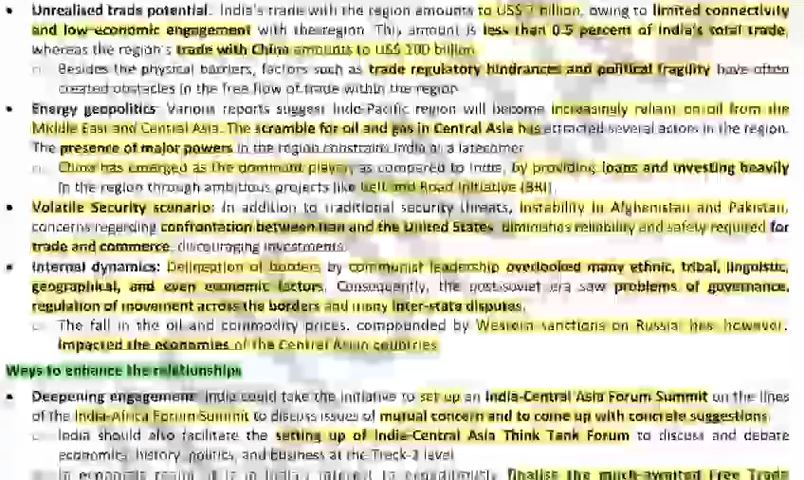 • Unrealised trade potential: India's trade with the region amounts to US$ 2 billion, owing to limited connectivity
and low-economic engagement with the region. This amount is less than 0.5 percent of India's total trade,
whereas the region's trade with China amounts to US$ 100 billion.
Besides the physical barriers, factors such as trade regulatory hindrances and political fragility have often
created obstacles in the free flow of trade within the region
• Energy geopolitics: Various reports suggest Indo-Pacific region will become increasingly reliant on oil from the
Middle East and Central Asia. The scramble for oil and gas in Central Asia has attracted several actors in the region.
The presence of major powers in the region constrains India as a latecomer
China has emerged as the dominant player as compared to India, by providing loans and investing heavily
in the region through ambitious projects like Belt and Road Initiative (BRI)
• Volatile Security scenario: In addition to traditional security threats, instability in Afghanistan and Pakistan,
concerns regarding confrontation between Iran and the United States diminishes reliability and safety required for
trade and commerce, discouraging investments.
• Internal dynamics: Delineation of borders by communist leadership overlooked many ethnic, tribal, linguistic,
geographical, and even economic factors. Consequently, the post-soviet era saw problems of governance,
regulation of movement across the borders and many inter-state disputes.
The fall in the oil and commodity prices, compounded by Western sanctions on Russia has, however,
impacted the economies of the Central Asian countries
Ways to enhance the relationships
• Deepening engagement: India could take the initiative to set up an India-Central Asia Forum Summit on the lines
of the India-Africa Forum Summit to discuss issues of mutual concern and to come up with concrete suggestions.
India should also facilitate the setting up of India-Central Asia Think Tank Forum to discuss and debate
economics, history, politics, and business at the Track-2 level
In economic realm, it is in India's interest to expeditiously finalise the much-awaited Free Trade